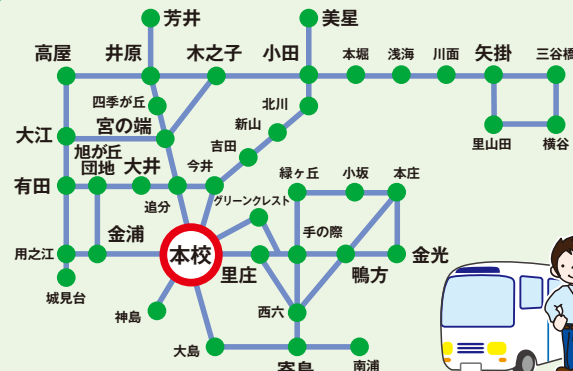 芳井
美星
高屋
井原
木之子
小田
本堀
浅海
川面
矢掛
三谷橋
四季が丘
北川
大江
宮の端
新山
旭が丘
団地
大井
今井
吉田
里山田
横谷
有田
追分
グリーンクレスト
緑ヶ丘
小坂
本庄
金浦
手の際
用之江
本校
里庄
鴨方
金光
城見台
神島
西六
大島
寄島
南浦